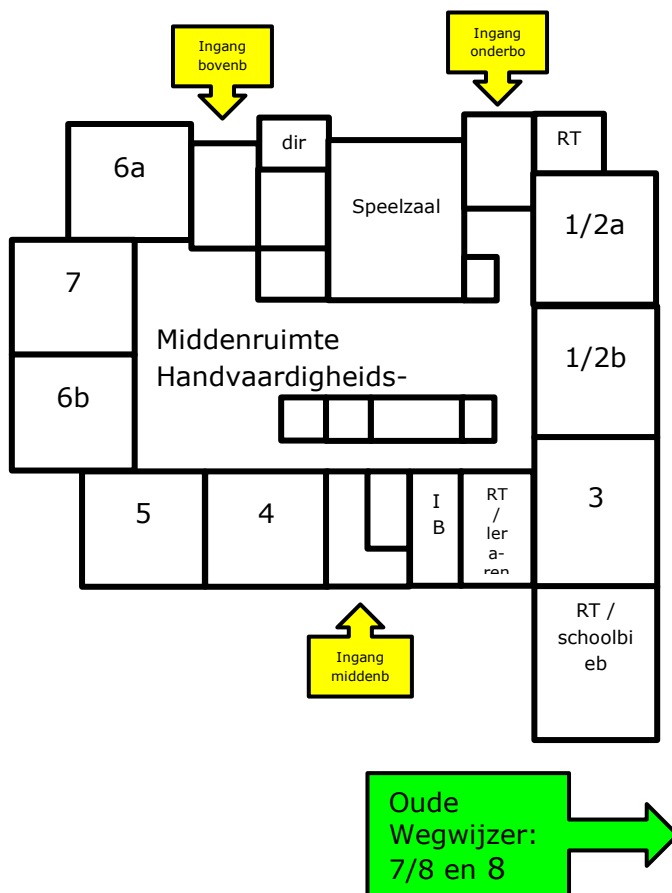 Ingang
bovenb
Ingang
onderbo
dir
RT
6a
Speelzaal
1/2a
7
Middenruimte
Handvaardigheids-
1/2b
6b
5
4
I
B
RT
/
ler
a-
ren
3
Ingang
middenb
RT /
schoolbi
eb
Oude
Wegwijzer:
7/8 en 8